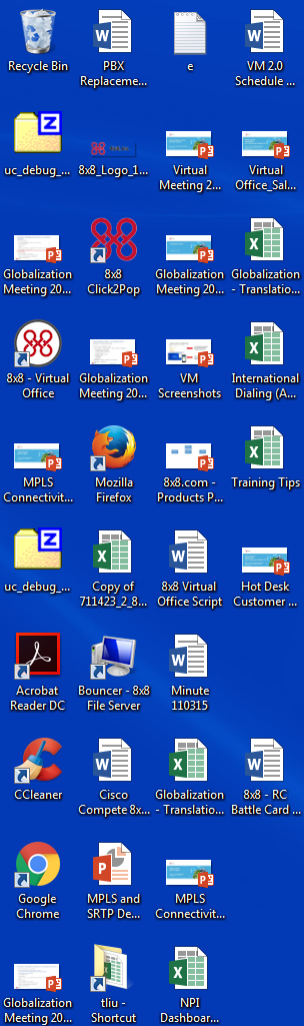 Recycle Bin
PBX
Replaceme...
e
VM 2.0
Schedule ...
uc_debug_...
8x8_Logo_1...
Virtual
Meeting 2...
Virtual
Office_Sal...
Globalization
Meeting 20...
8x8
Click2Pop
Globalization
Meeting 20...
Globalization
- Translatio...
8x8 - Virtual
Office
Globalization
Meeting 20...
VM
Screenshots
International
Dialing (A...
MPLS
Connectivit...
Mozilla
Firefox
8x8.com -
Products P...
Training Tips
uc_debug_...
Copy of
711423_2_8...
8x8 Virtual
Office Script
Hot Desk
Customer ...
Acrobat
Reader DC
Bouncer - 8x8
File Server
Minute
110315
CCleaner
Cisco
Compete 8x...
Globalization
- Translatio...
8x8 - RC
Battle Card ...
Google
Chrome
MPLS and
SRTP De...
MPLS
Connectivit...
Globalization
Meeting 20...
tliu -
Shortcut
NPI
Dashboar...